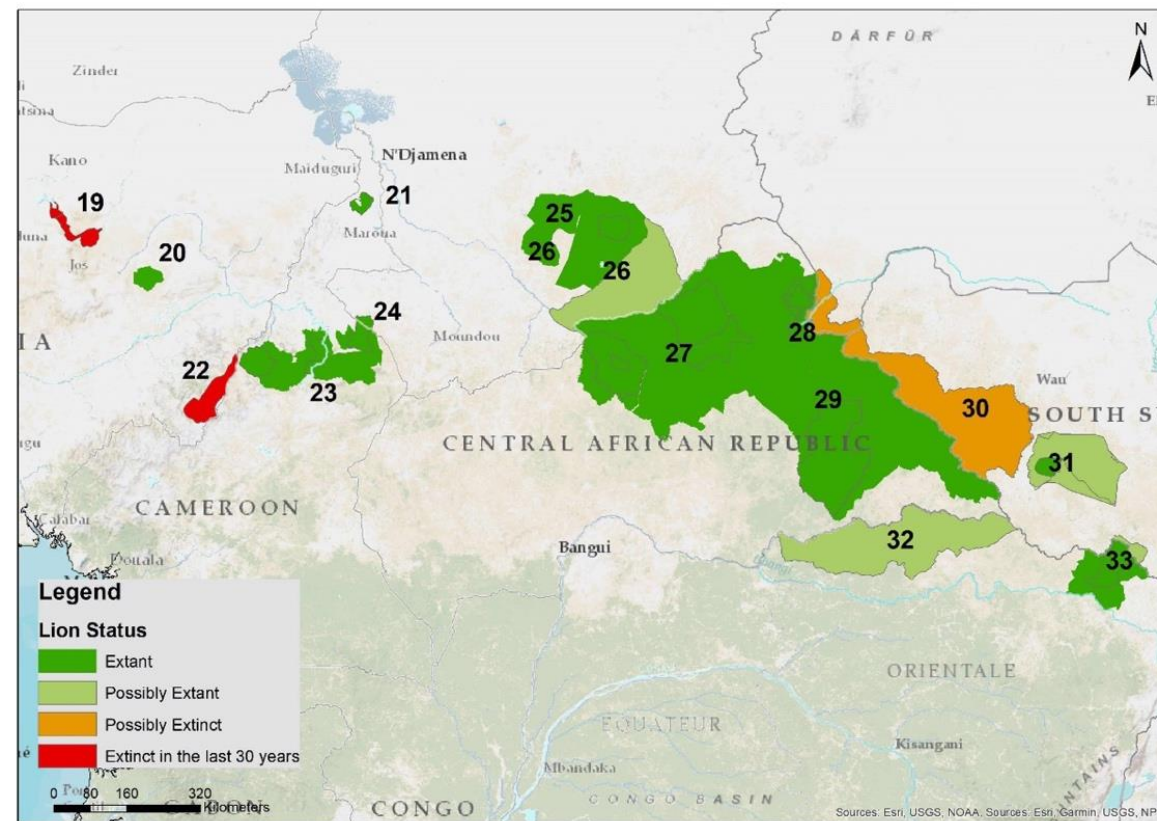 DĀRFŪR
N
Zinder
Kano
N'Djamena
Maiduguri
19
21
25
Maroua
Jos
20
26
26
24
Moundou
28
22
27
23
29
Wau
30
SOUTH S
CENTRAL AFRICAN REPUBLIC
31
CAMEROON
Calabar
Bangui
32
Douala
33
Legend
Lion Status
Extant
Possibly Extant
Possibly Extinct
Extinct in the last 30 years
ORIENTALE
EQUATEUR
Kisangani
Mbandaka
0 80 160 320
Kilometers
CONGO
CONGO BASIN
Sources: Esri, USGS, NOAA, Sources: Esri, Garmin, USGS, NP